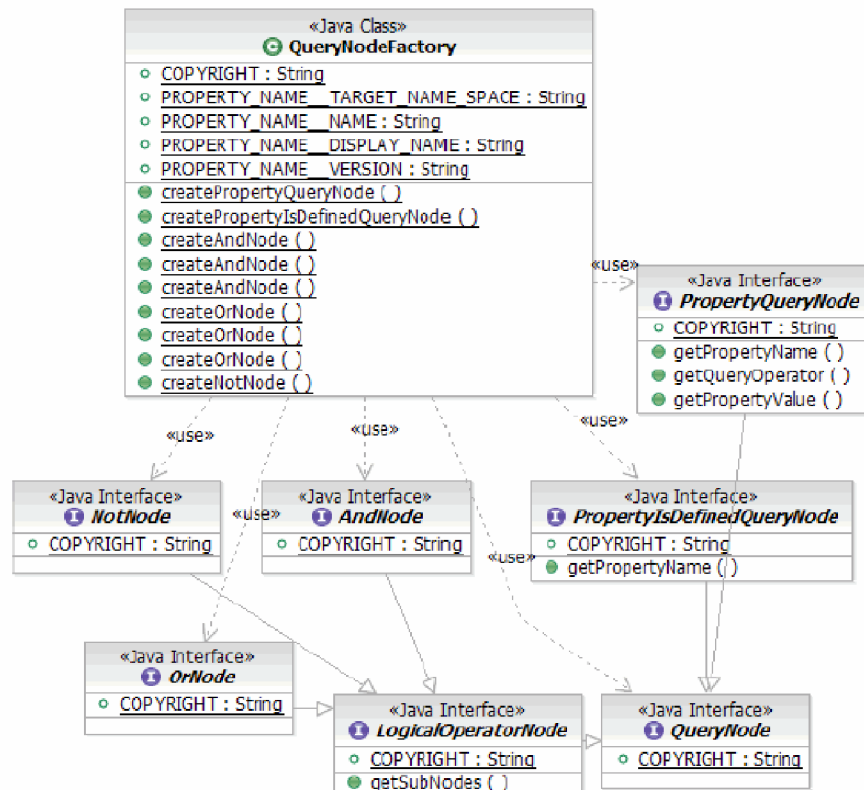 «Java Class»
QueryNodeFactory
COPYRIGHT : String
PROPERTY_NAME__TARGET_NAME_SPACE : String
PROPERTY_NAME__NAME : String
PROPERTY_NAME__DISPLAY_NAME : String
PROPERTY_NAME__VERSION : String
createPropertyQueryNode ( )
createPropertyIsDefinedQueryNode ( )
createAndNode ( )
createAndNode ( )
createAndNode ( )
createOrNode ( )
createOrNode ( )
createOrNode ( )
createNotNode ( )
«use»
«Java Interface»
PropertyQueryNode
COPYRIGHT : String
getPropertyName ( )
getQueryOperator ( )
getPropertyValue ( )
«use»
«use»
«use»
«Java Interface»
NotNode
COPYRIGHT : String
«use»
«Java Interface»
AndNode
COPYRIGHT : String
«Java Interface»
PropertyIsDefinedQueryNode
COPYRIGHT : String
getPropertyName ( )
«use»
«Java Interface»
OrNode
COPYRIGHT : String
«Java Interface»
LogicalOperatorNode
COPYRIGHT : String
getSubNodes ( )
«Java Interface»
QueryNode
COPYRIGHT : String